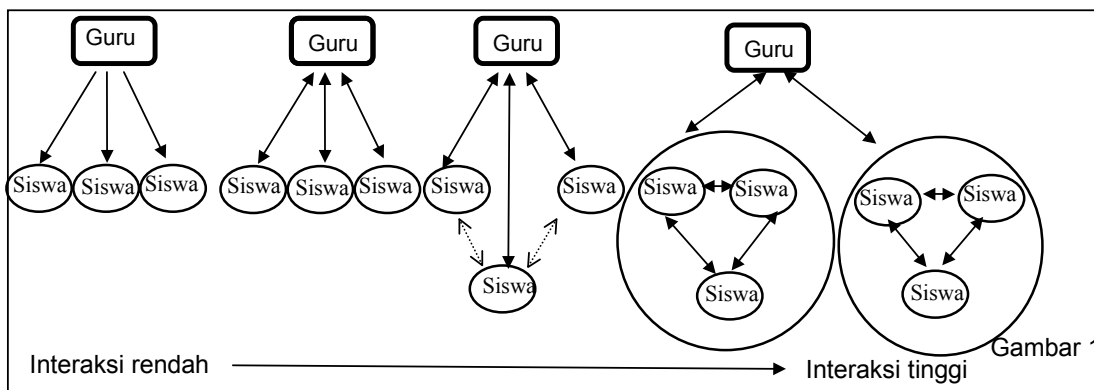 Guru Guru Guru Guru
Siswa Siswa Siswa Siswa Siswa Siswa Siswa Siswa
Siswa
Siswa Siswa
Siswa
Siswa Siswa
Siswa
Interaksi rendah Interaksi tinggi
Gambar 1